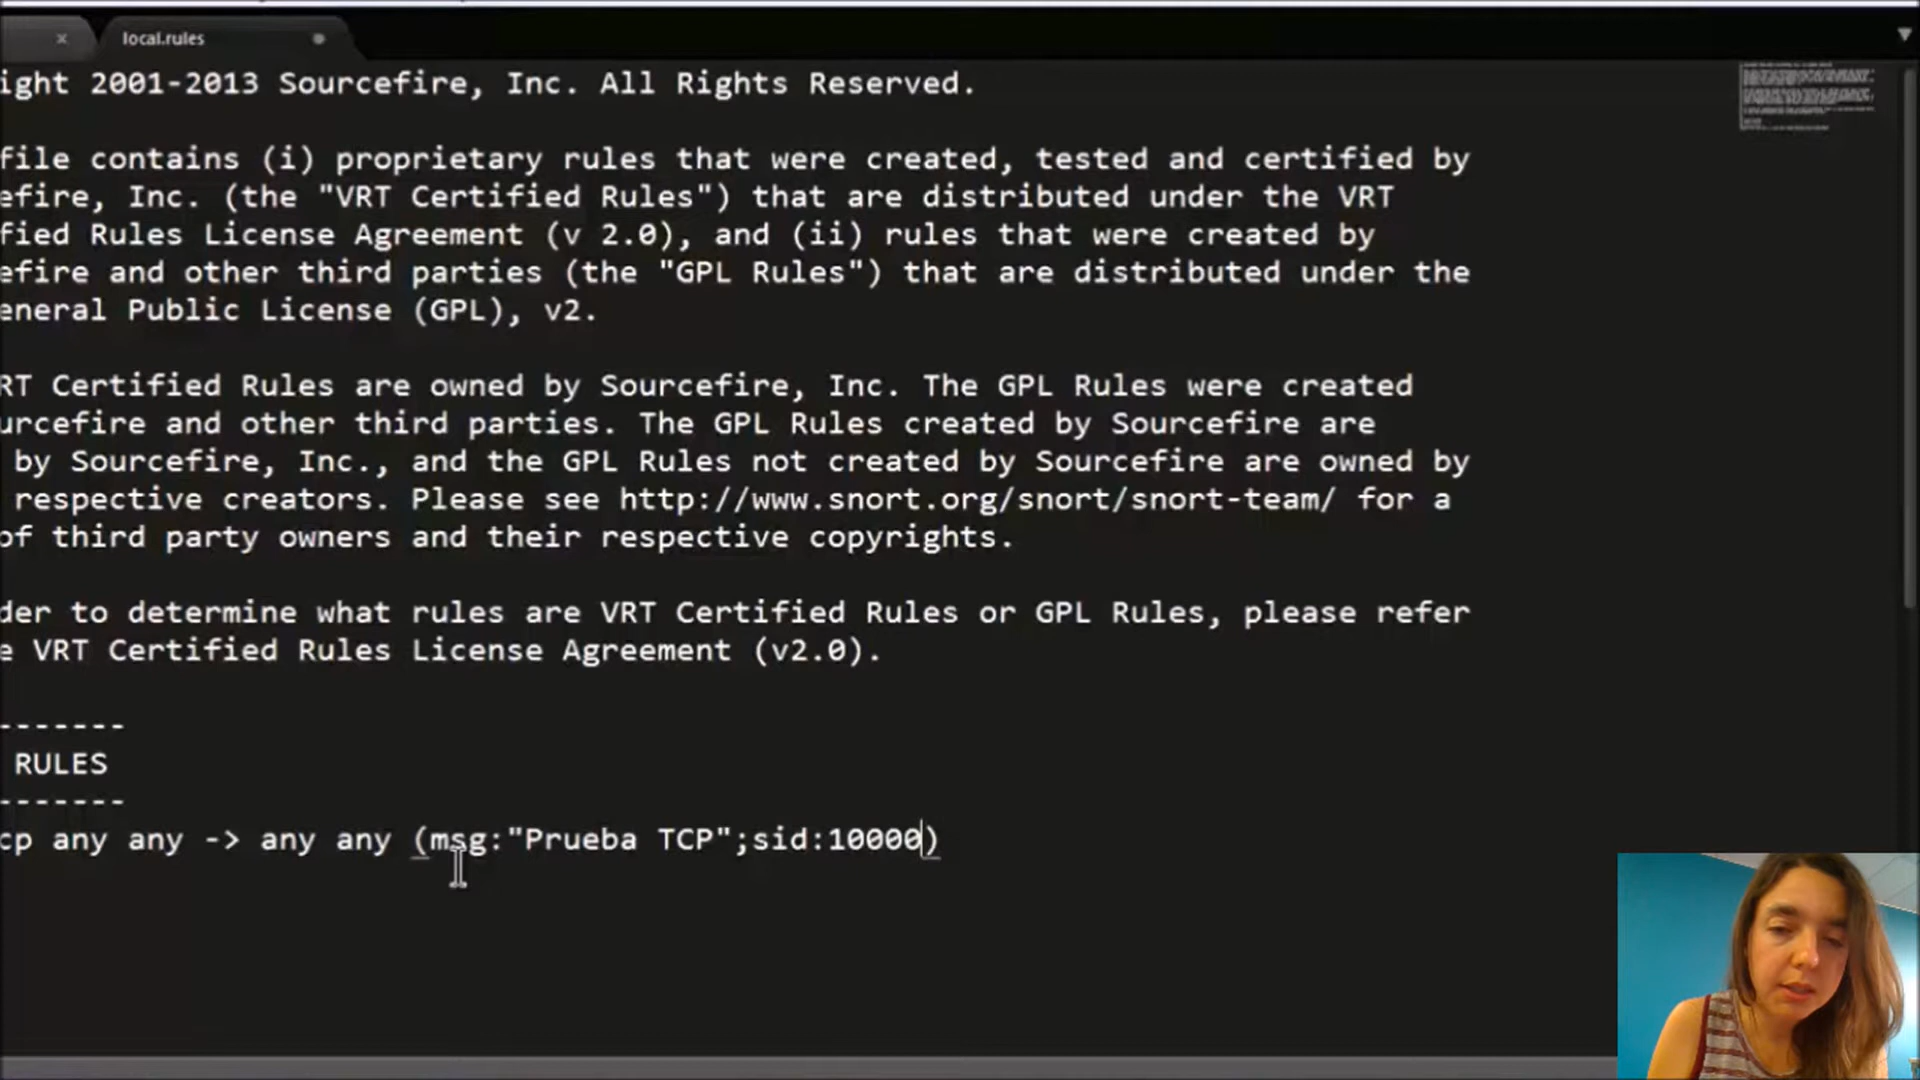 local.rules
ight 2001-2013 Sourcefire, Inc. All Rights Reserved.
file contains (i) proprietary rules that were created, tested and certified by
efire, Inc. (the "VRT Certified Rules") that are distributed under the VRT
fied Rules License Agreement (v 2.0), and (ii) rules that were created by
efire and other third parties (the "GPL Rules") that are distributed under the
eneral Public License (GPL), v2.
RT Certified Rules are owned by Sourcefire, Inc. The GPL Rules were created
urcefire and other third parties. The GPL Rules created by Sourcefire are
by Sourcefire, Inc., and the GPL Rules not created by Sourcefire are owned by
respective creators. Please see http://www.snort.org/snort/snort-team/ for a
of third party owners and their respective copyrights.
der to determine what rules are VRT Certified Rules or GPL Rules, please refer
e VRT Certified Rules License Agreement (v2.0).
-------
RULES
-------
cp any any -> any any (msg:"Prueba TCP";sid:10000)